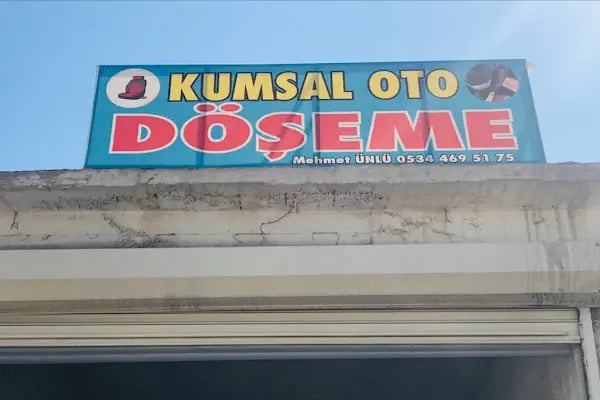 KUMSAL OTO
DÖŞEME
Mehmet ÜNLÜ 0534 469 51 75